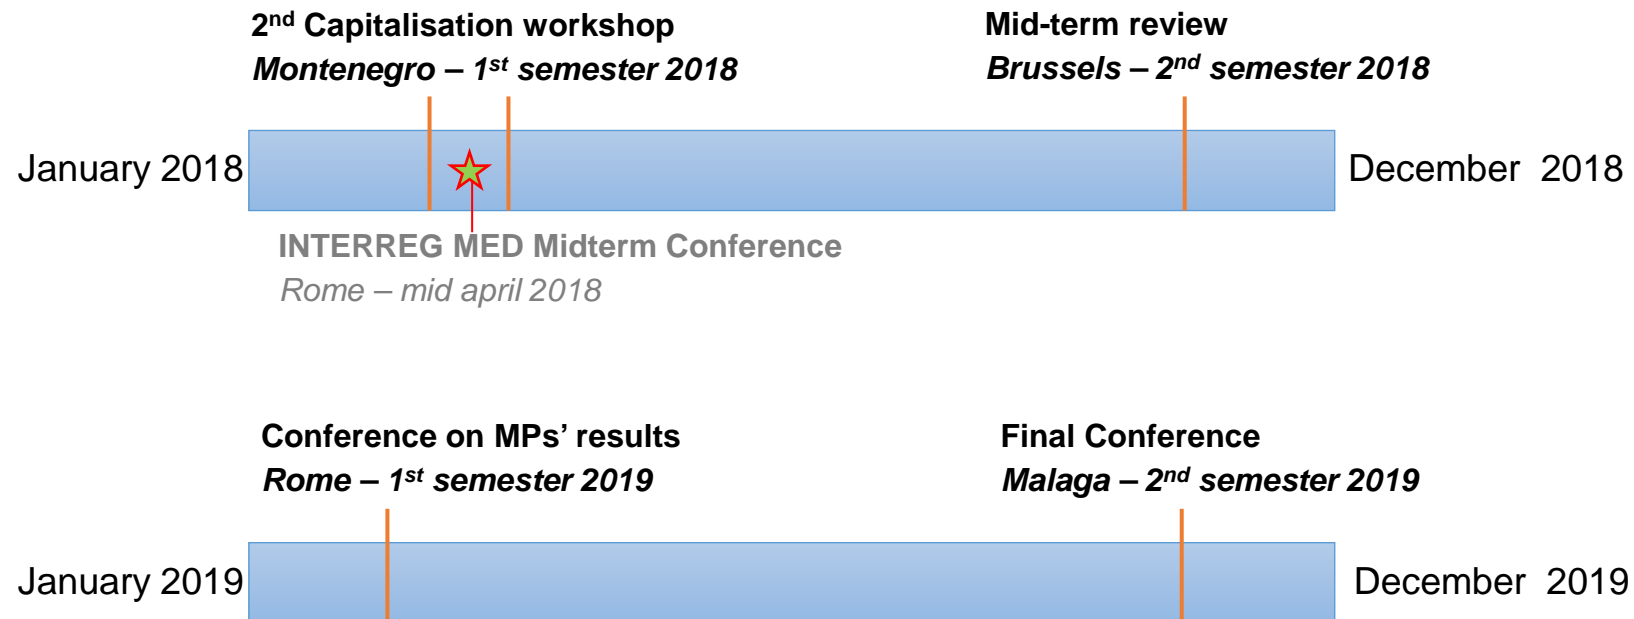 2nd Capitalisation workshop
Montenegro – 1st semester 2018
Mid-term review
Brussels – 2nd semester 2018
January 2018
December 2018
INTERREG MED Midterm Conference
Rome – mid april 2018
Conference on MPs’ results
Rome – 1st semester 2019
Final Conference
Malaga – 2nd semester 2019
January 2019
December 2019